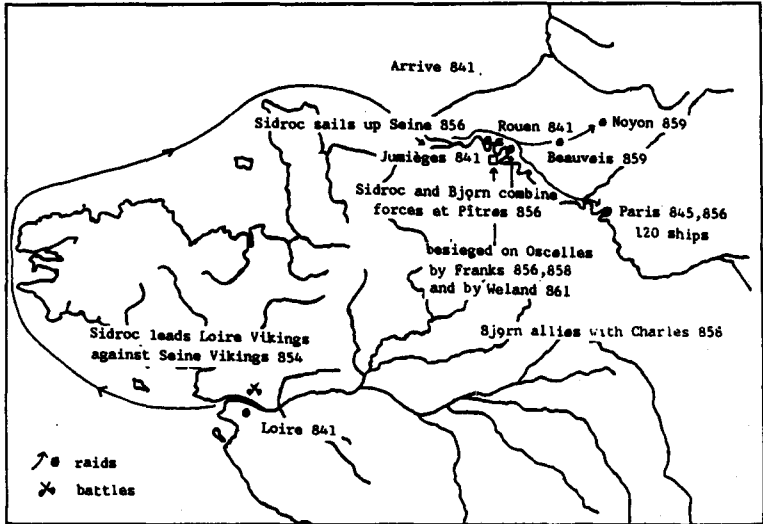 Arrive 841
Sidroc sails up Seine 856
Rouen 841
Noyon 859
Jumièges 841
Beauvais 859
Sidroc and Bjorn combine
forces at Pîtres 856
Paris 845,856
120 ships
besieged on Oscelles
by Franks 856,858
and by Weland 861
Sidroc leads Loire Vikings
against Seine Vikings 854
Bjorn allies with Charles 858
Loire 841
raids
battles